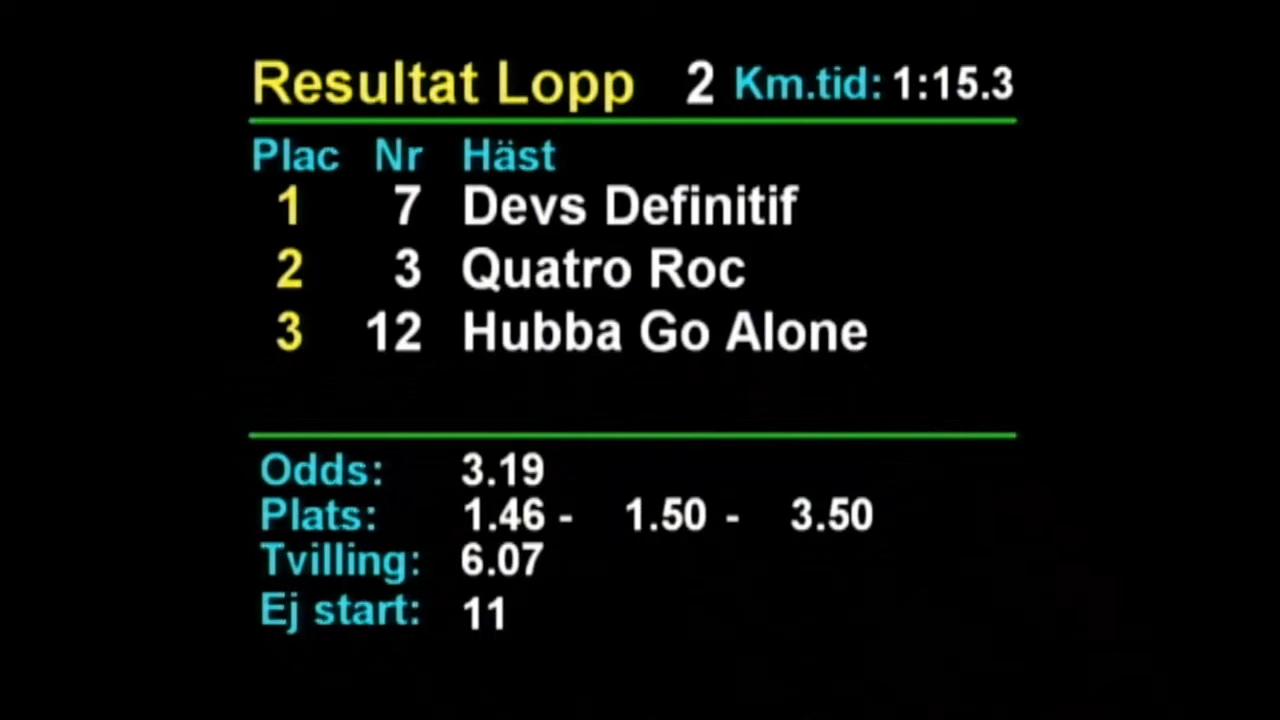 Resultat Lopp 2 Km.tid: 1:15.3
Plac Nr Häst
1 7 Devs Definitif
2 3 Quatro Roc
3 12 Hubba Go Alone
Odds: 3.19
Plats: 1.46 - 1.50 - 3.50
Tvilling: 6.07
Ej start: 11